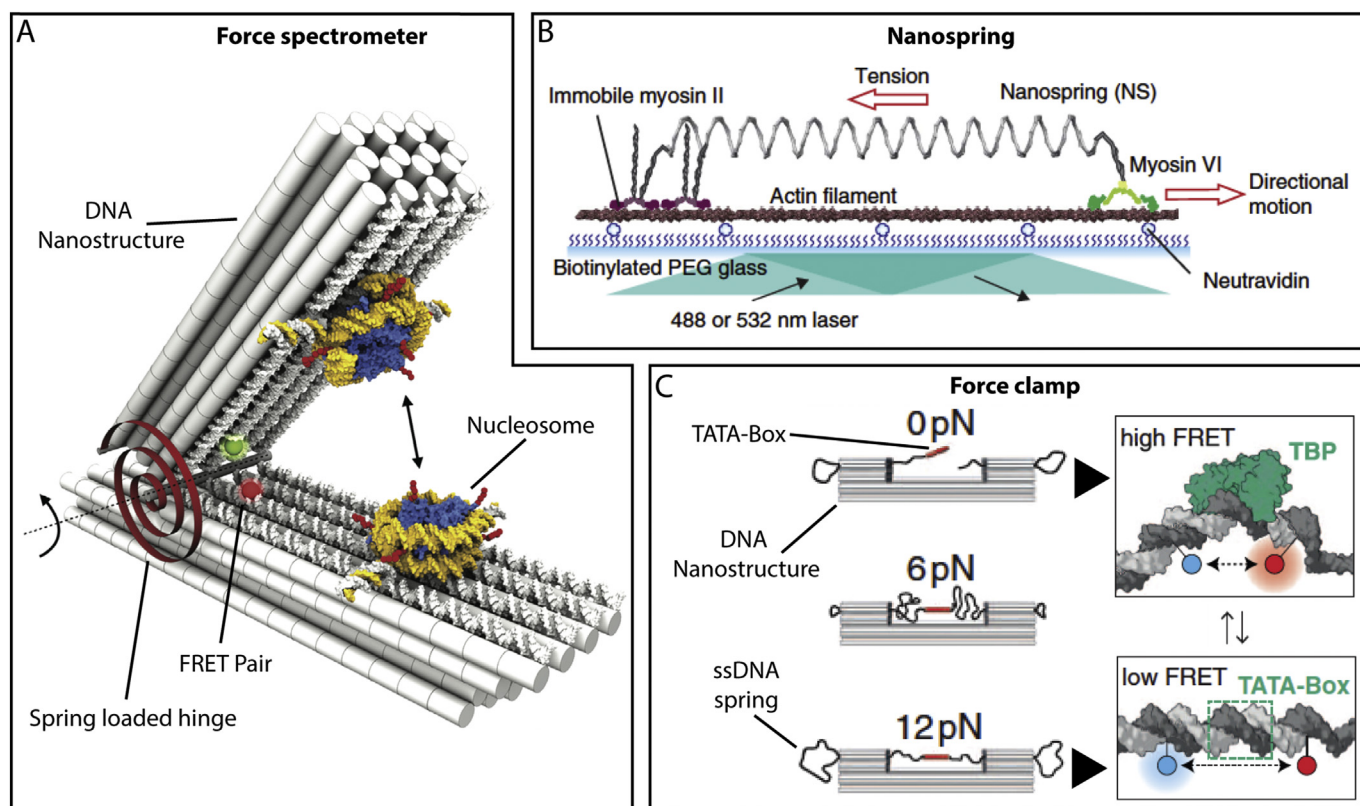 A
Force spectrometer
DNA
Nanostructure
Nucleosome
FRET Pair
Spring loaded hinge
B
Nanospring
Tension
Immobile myosin II
Nanospring (NS)
Myosin VI
Directional
motion
Actin filament
Biotinylated PEG glass
Neutravidin
488 or 532 nm laser
C
Force clamp
TATA-Box
0 pN
DNA
Nanostructure
6 pN
ssDNA
spring
12 pN
high FRET
TBP
low FRET
TATA-Box